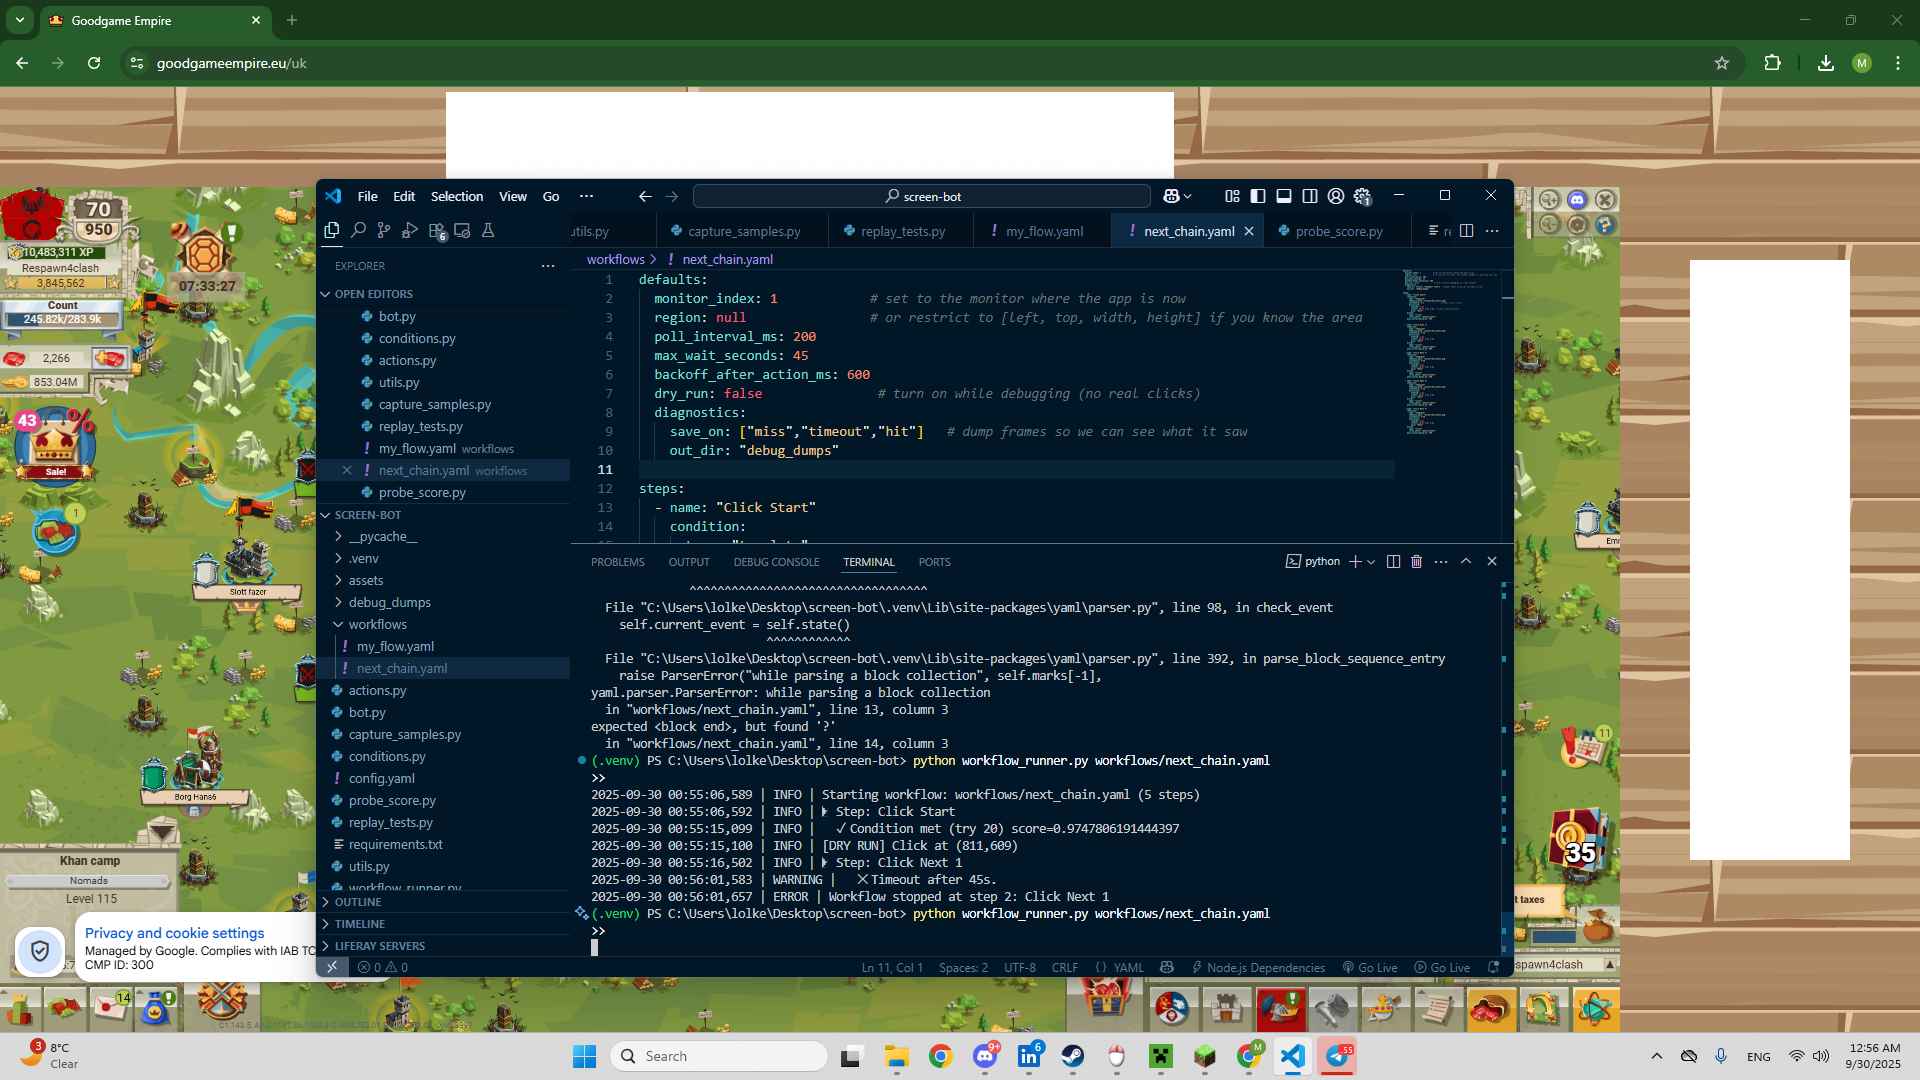 Goodgame Empire
goodgameempire.eu/uk
M
File Edit Selection View Go ···
screen-bot
utils.py
capture_samples.py
replay_tests.py
my_flow.yaml
next_chain.yaml
probe_score.py
workflows > ! next_chain.yaml
EXPLORER
OPEN EDITORS
bot.py
conditions.py
actions.py
utils.py
capture_samples.py
replay_tests.py
my_flow.yaml workflows
next_chain.yaml workflows
probe_score.py
SCREEN-BOT
__pycache__
.venv
assets
debug_dumps
workflows
my_flow.yaml
next_chain.yaml
actions.py
bot.py
capture_samples.py
conditions.py
config.yaml
probe_score.py
replay_tests.py
requirements.txt
utils.py
workflow_runner.py
OUTLINE
TIMELINE
LIFERAY SERVERS
1 defaults:
2 monitor_index: 1 # set to the monitor where the app is now
3 region: null # or restrict to [left, top, width, height] if you know the area
4 poll_interval_ms: 200
5 max_wait_seconds: 45
6 backoff_after_action_ms: 600
7 dry_run: false # turn on while debugging (no real clicks)
8 diagnostics:
9 save_on: ["miss","timeout","hit"] # dump frames so we can see what it saw
10 out_dir: "debug_dumps"
11
12 steps:
13 - name: "Click Start"
14 condition:
PROBLEMS OUTPUT DEBUG CONSOLE TERMINAL PORTS
python
^^^^^^^^^^^^^^^^^^^^^^^^^^^^^^^^
File "C:\Users\lolke\Desktop\screen-bot\.venv\Lib\site-packages\yaml\parser.py", line 98, in check_event
self.current_event = self.state()
^^^^^^^^^^^^
File "C:\Users\lolke\Desktop\screen-bot\.venv\Lib\site-packages\yaml\parser.py", line 392, in parse_block_sequence_entry
raise ParserError("while parsing a block collection", self.marks[-1],
yaml.parser.ParserError: while parsing a block collection
in "workflows/next_chain.yaml", line 13, column 3
expected <block end>, but found '?'
in "workflows/next_chain.yaml", line 14, column 3
(.venv) PS C:\Users\lolke\Desktop\screen-bot> python workflow_runner.py workflows/next_chain.yaml
>>
2025-09-30 00:55:06,589 | INFO | Starting workflow: workflows/next_chain.yaml (5 steps)
2025-09-30 00:55:06,592 | INFO | Step: Click Start
2025-09-30 00:55:15,099 | INFO | ✓ Condition met (try 20) score=0.9747806191444397
2025-09-30 00:55:15,100 | INFO | [DRY RUN] Click at (811,609)
2025-09-30 00:55:16,502 | INFO | Step: Click Next 1
2025-09-30 00:56:01,583 | WARNING | ✕ Timeout after 45s.
2025-09-30 00:56:01,657 | ERROR | Workflow stopped at step 2: Click Next 1
(.venv) PS C:\Users\lolke\Desktop\screen-bot> python workflow_runner.py workflows/next_chain.yaml
>>
0 0
Ln 11, Col 1 Spaces: 2 UTF-8 CRLF {} YAML Node.js Dependencies Go Live Go Live
70
950
10,483,311 XP
Respawn4clash
3,845,562
Count
245.82k/283.9k
07:33:27
2,266
853.04M
43
%
Sale!
1
Slott fazer
Borg Hans6
Khan camp
Nomads
Level 115
Privacy and cookie settings
Managed by Google. Complies with IAB TC
CMP ID: 300
14
11
35
t taxes
spawn4clash
3
8°C
Clear
Search
9+
6
M
55
ENG
12:56 AM
9/30/2025